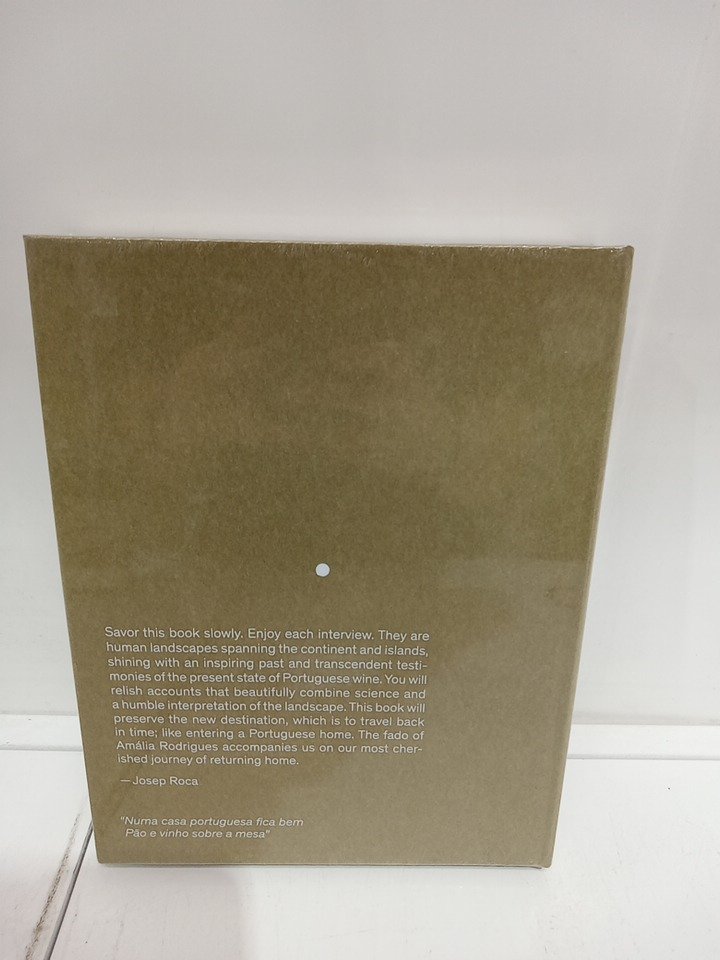 Savor this book slowly. Enjoy each interview. They are
human landscapes spanning the continent and islands,
shining with an inspiring past and transcendent testi-
monies of the present state of Portuguese wine. You will
relish accounts that beautifully combine science and
a humble interpretation of the landscape. This book will
preserve the new destination, which is to travel back
in time; like entering a Portuguese home. The fado of
Amália Rodrigues accompanies us on our most cher-
ished journey of returning home.
—Josep Roca
"Numa casa portuguesa fica bem
Pão e vinho sobre a mesa"